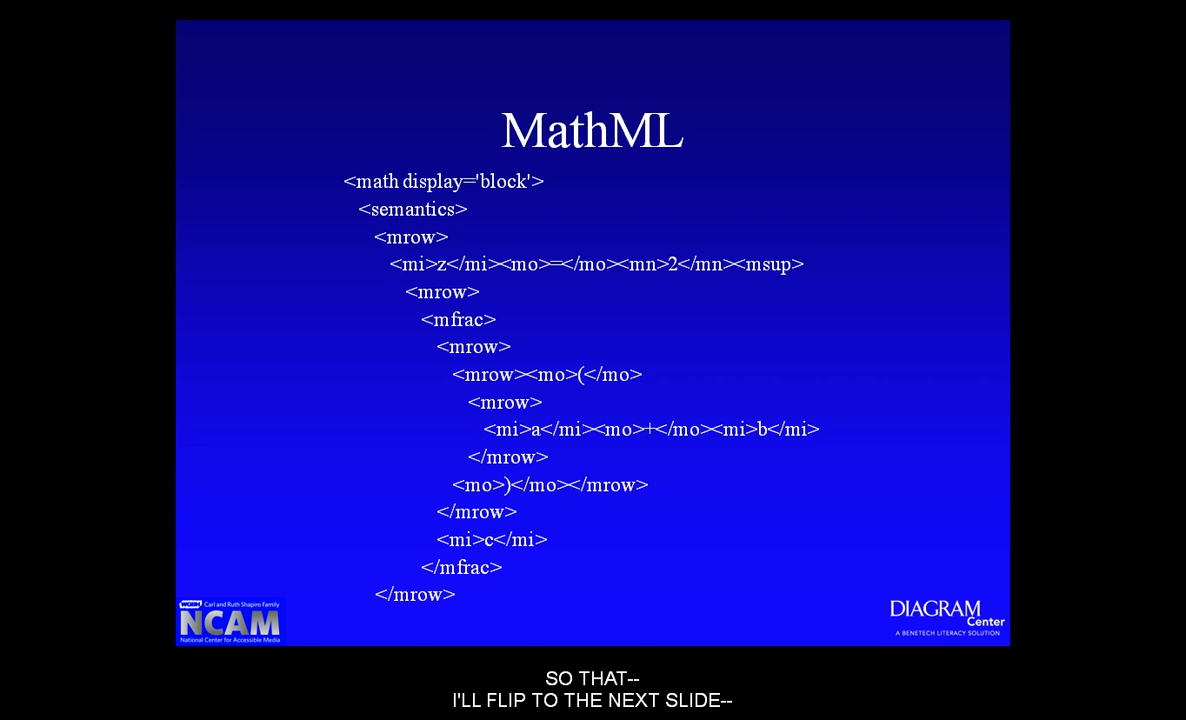 MathML
<math display='block'>
<semantics>
<mrow>
<mi>z</mi><mo>=</mo><mn>2</mn><msup>
<mrow>
<mfrac>
<mrow>
<mrow><mo>(</mo>
<mrow>
<mi>a</mi><mo>+</mo><mi>b</mi>
</mrow>
<mo>)</mo></mrow>
</mrow>
<mi>c</mi>
</mfrac>
</mrow>
WGBH Carl and Ruth Shapiro Family
NCAM
National Center for Accessible Media
DIAGRAM
Center
A BENETECH LITERACY SOLUTION
SO THAT--
I'LL FLIP TO THE NEXT SLIDE--